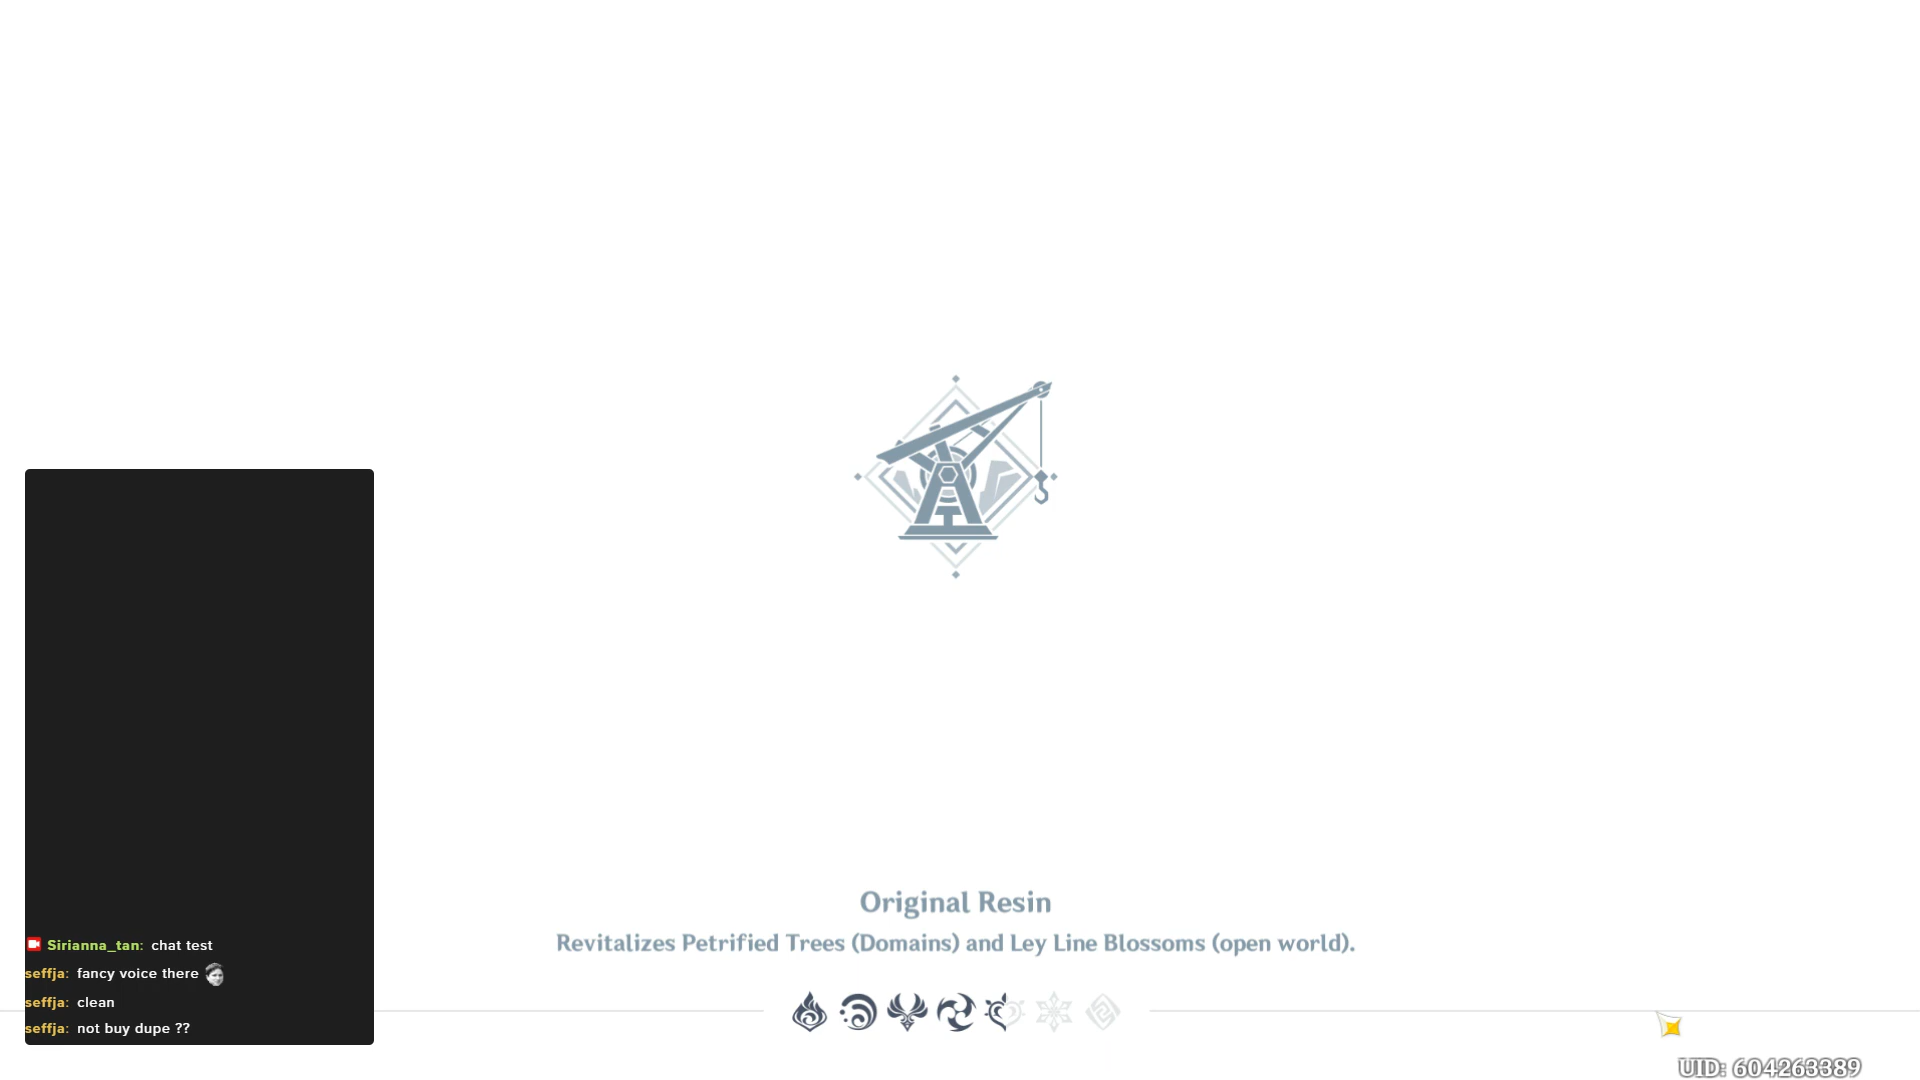 Sirianna_tan: chat test
seffja: fancy voice there
seffja: clean
seffja: not buy dupe ??
Original Resin
Revitalizes Petrified Trees (Domains) and Ley Line Blossoms (open world).
UID: 604263389